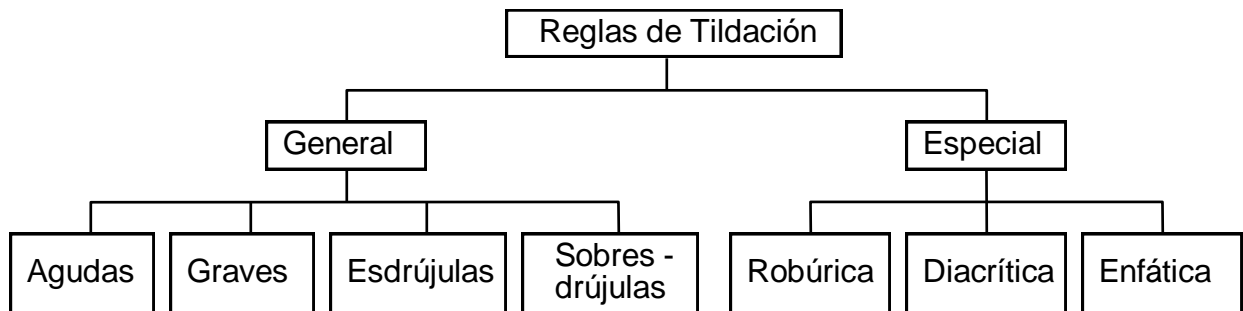 Reglas de Tildación
General
Especial
Agudas
Graves
Esdrújulas
Sobres -
drújulas
Robúrica
Diacrítica
Enfática